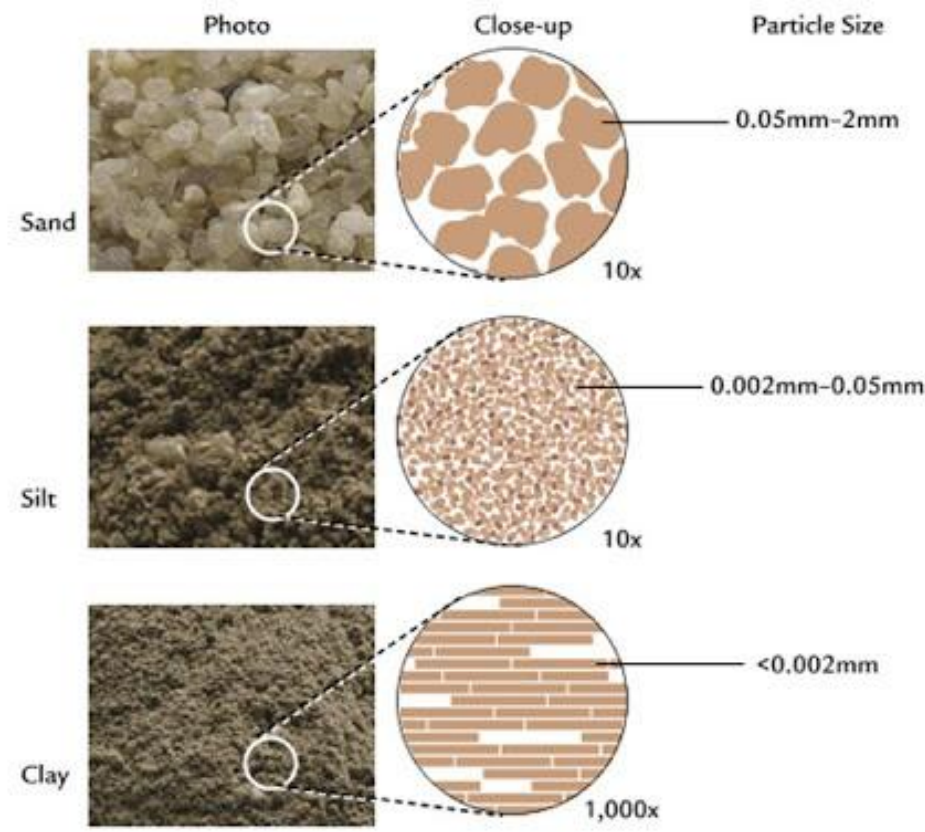 Photo Close-up Particle Size
0.05mm–2mm
Sand
10x
0.002mm–0.05mm
Silt
10x
<0.002mm
Clay
1,000x